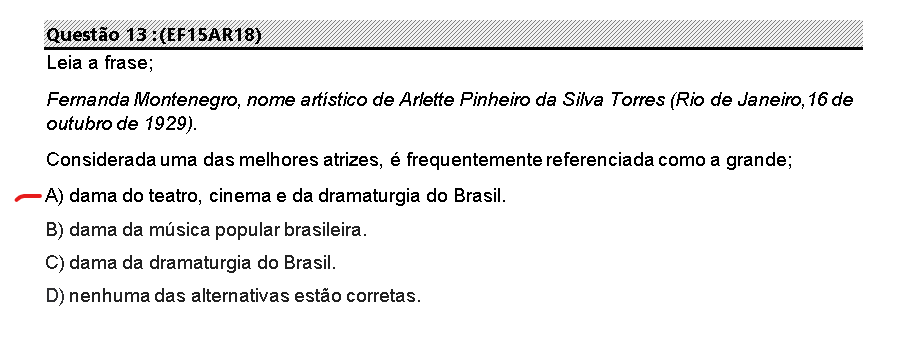 Questão 13 :(EF15AR18)
Leia a frase;
Fernanda Montenegro, nome artístico de Arlette Pinheiro da Silva Torres (Rio de Janeiro,16 de
outubro de 1929).
Considerada uma das melhores atrizes, é frequentemente referenciada como a grande;
A) dama do teatro, cinema e da dramaturgia do Brasil.
B) dama da música popular brasileira.
C) dama da dramaturgia do Brasil.
D) nenhuma das alternativas estão corretas.